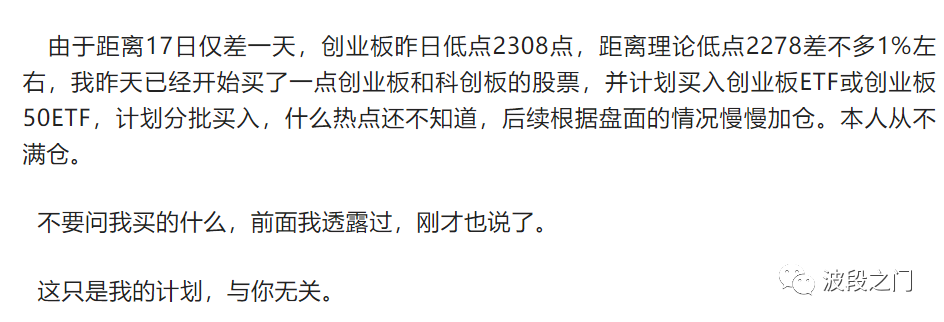 由于距离17日仅差一天，创业板昨日低点2308点，距离理论低点2278差不多1%左
右，我昨天已经开始买了一点创业板和科创板的股票，并计划买入创业板ETF或创业板
50ETF，计划分批买入，什么热点还不知道，后续根据盘面的情况慢慢加仓。本人从不
满仓。
不要问我买的什么，前面我透露过，刚才也说了。
这只是我的计划，与你无关。
波段之门